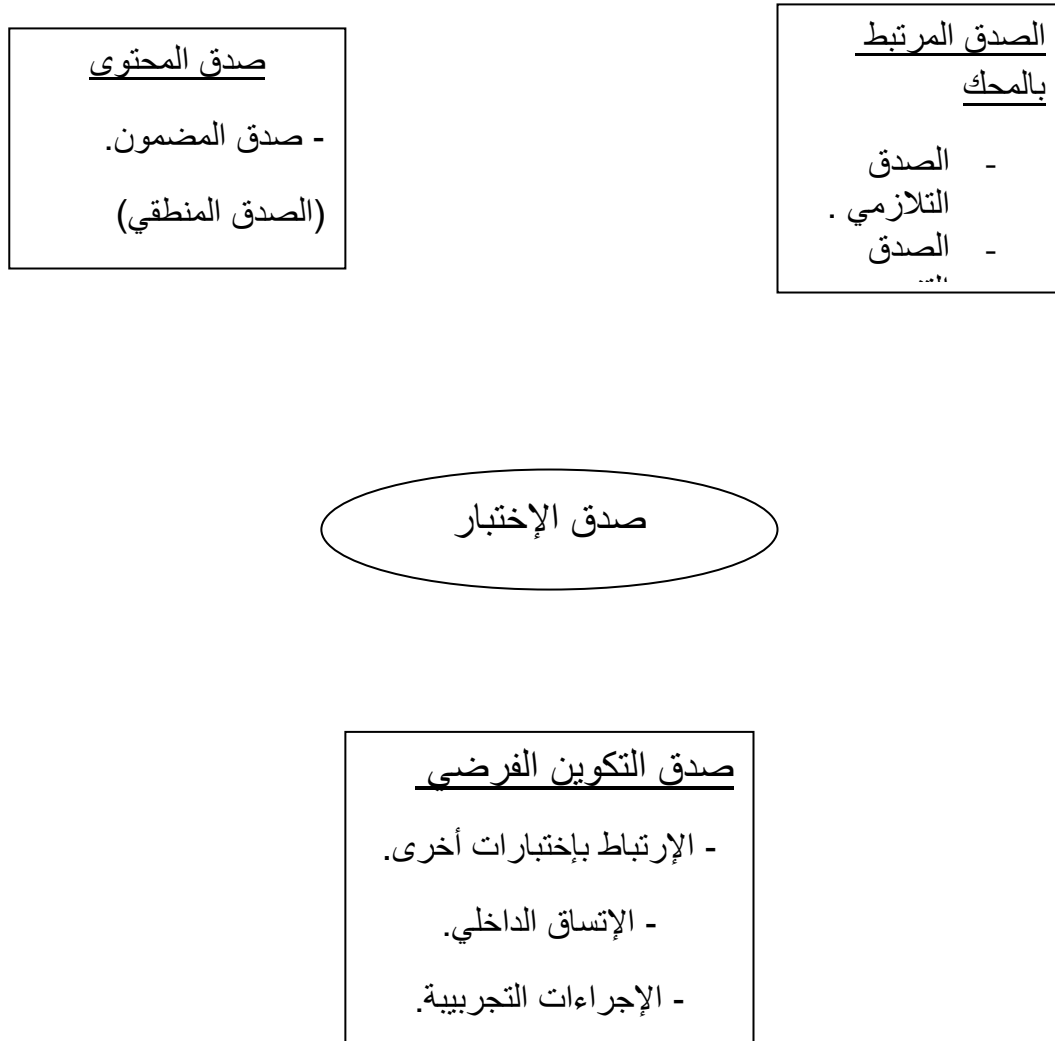 الصدق المرتبط
بالمحك
- الصدق
التلازمي .
- الصدق
صدق المحتوى
- صدق المضمون.
(الصدق المنطقي)
صدق الإختبار
صدق التكوين الفرضي
- الإرتباط بإختبارات أخرى.
- الإتساق الداخلي.
- الإجراءات التجريبية.